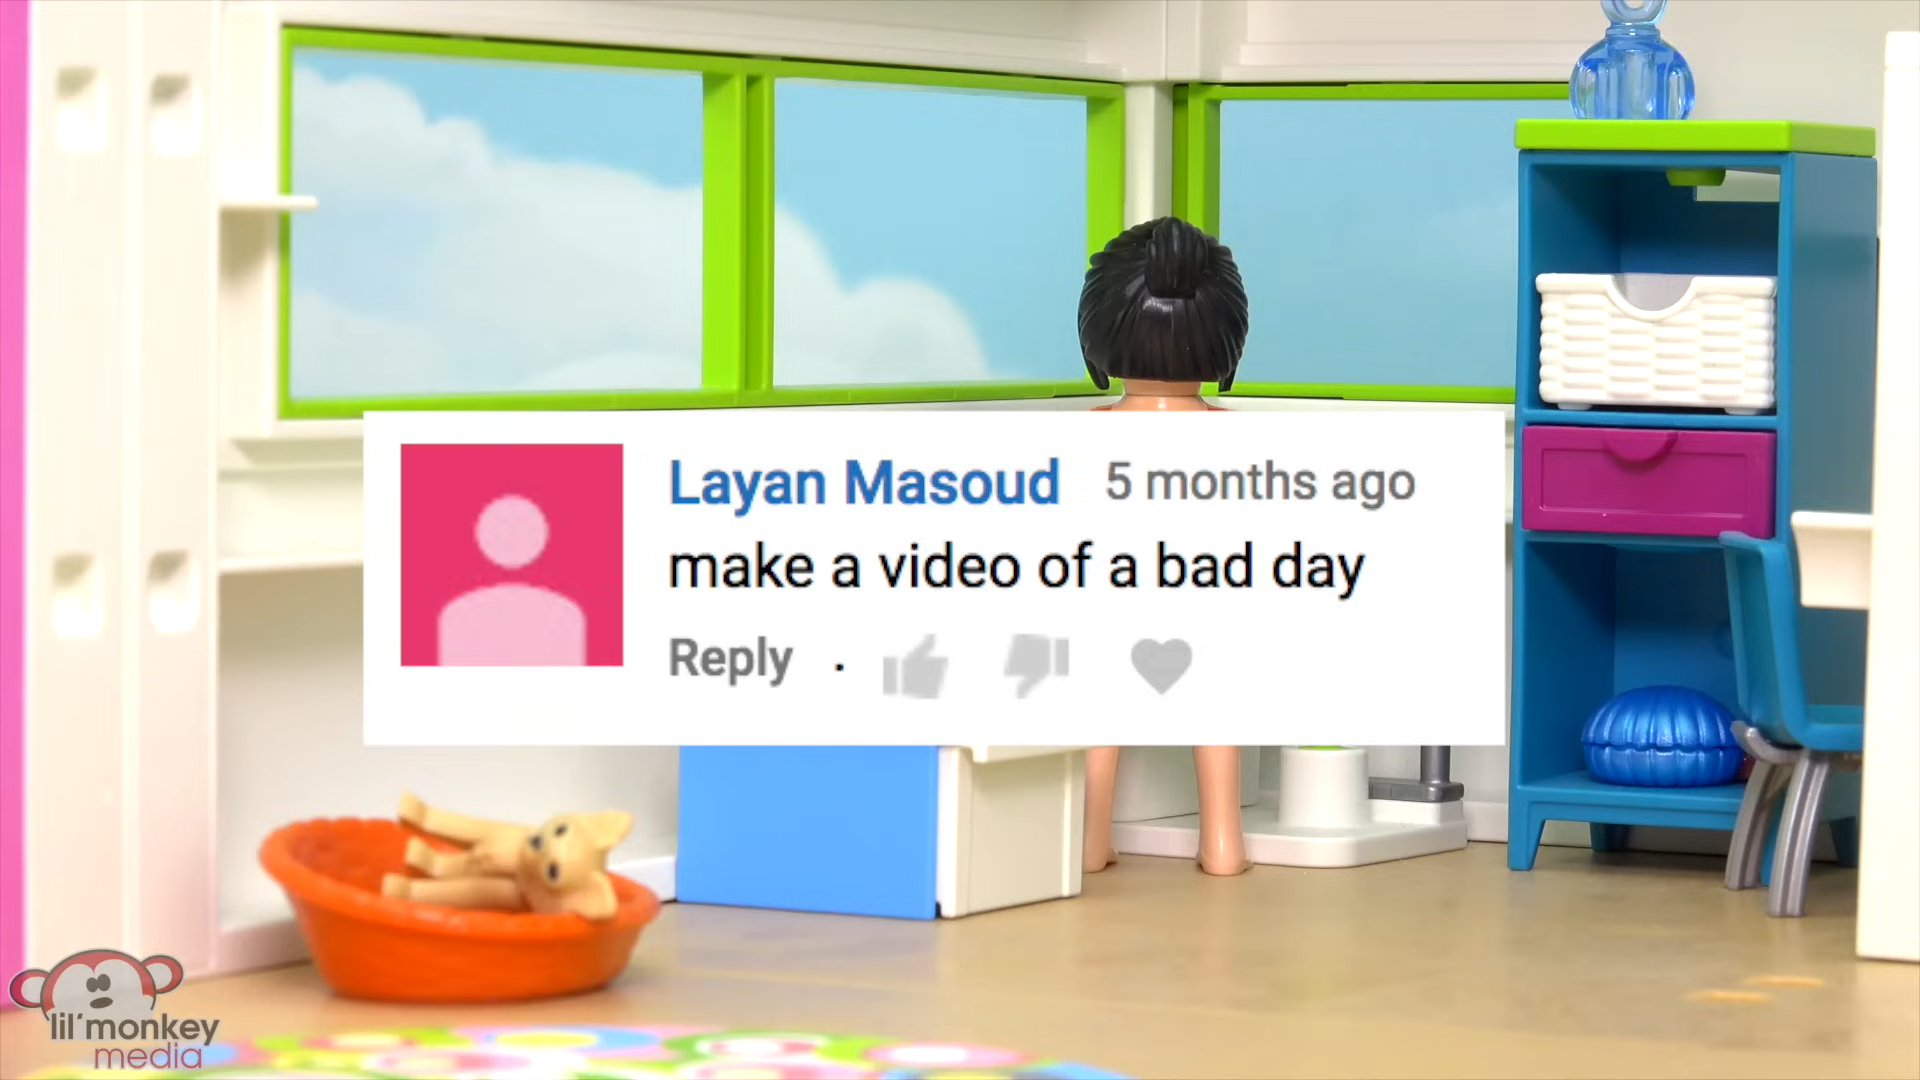 Layan Masoud 5 months ago
make a video of a bad day
Reply .
lil'monkey
media